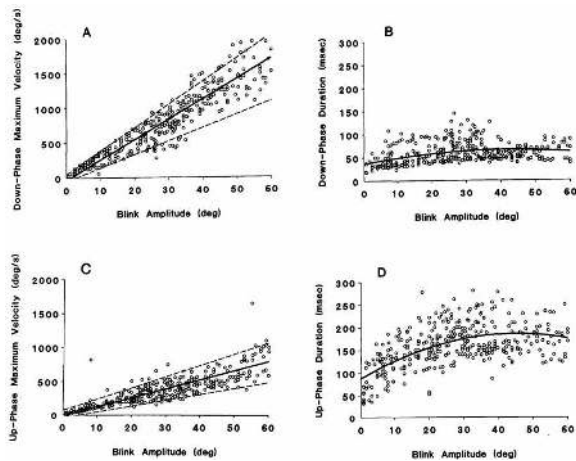 A
Down-Phase Maximum Velocity (deg/s)
2000
1500
1000
500
0
0 10 20 30 40 50 60
Blink Amplitude (deg)
B
Down-Phase Duration (msec)
300
250
200
150
100
50
0
0 10 20 30 40 50 60
Blink Amplitude (deg)
C
Up-Phase Maximum Velocity (deg/s)
2000
1500
1000
500
0
0 10 20 30 40 50 60
Blink Amplitude (deg)
D
Up-Phase Duration (msec)
300
250
200
150
100
50
0
0 10 20 30 40 50 60
Blink Amplitude (deg)